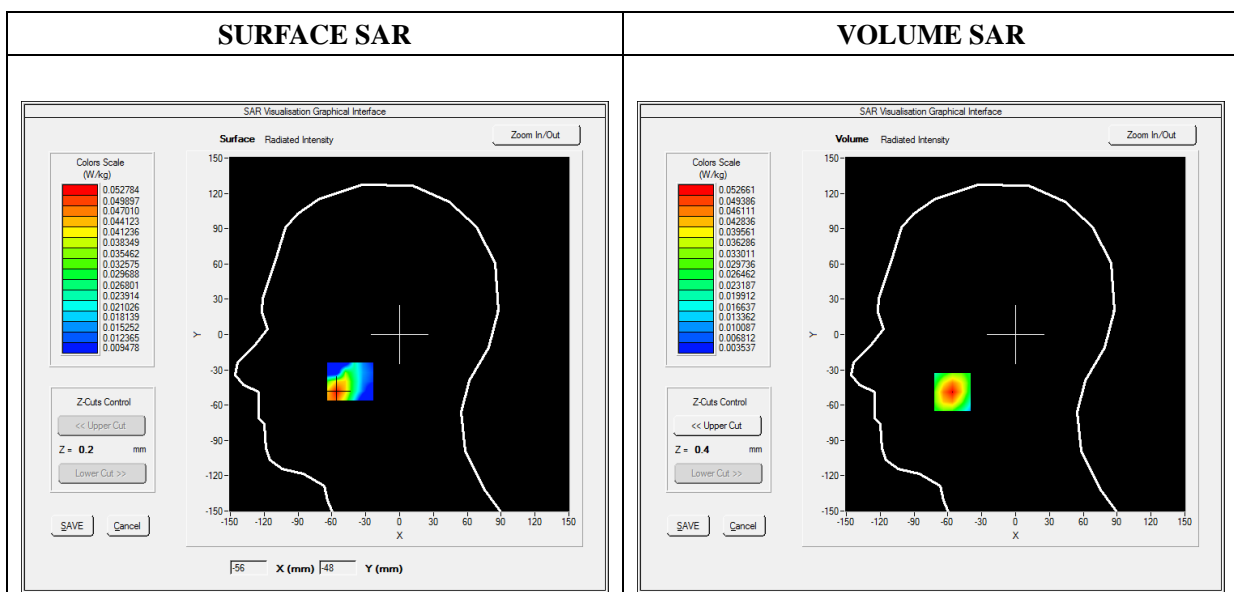 SURFACE SAR
VOLUME SAR
SAR Visualisation Graphical Interface
Surface Radiated Intensity
Zoom In/Out
Colors Scale
(W/kg)
0.052784
0.049897
0.047010
0.044123
0.041236
0.038349
0.035462
0.032575
0.029688
0.026801
0.023914
0.021026
0.018139
0.015252
0.012365
0.009478
Z-Cuts Control
<< Upper Cut
Z = 0.2 mm
Lower Cut >>
SAVE Cancel
150
120
90
60
30
0
-30
-60
-90
-120
-150
Y
-150 -120 -90 -60 -30 0 30 60 90 120 150
X
-56 X (mm) -48 Y (mm)
SAR Visualisation Graphical Interface
Volume Radiated Intensity
Zoom In/Out
Colors Scale
(W/kg)
0.052661
0.049386
0.046111
0.042836
0.039561
0.036286
0.033011
0.029736
0.026462
0.023187
0.019912
0.016637
0.013362
0.010087
0.006812
0.003537
Z-Cuts Control
<< Upper Cut
Z = 0.4 mm
Lower Cut >>
SAVE Cancel
150
120
90
60
30
0
-30
-60
-90
-120
-150
Y
-150 -120 -90 -60 -30 0 30 60 90 120 150
X